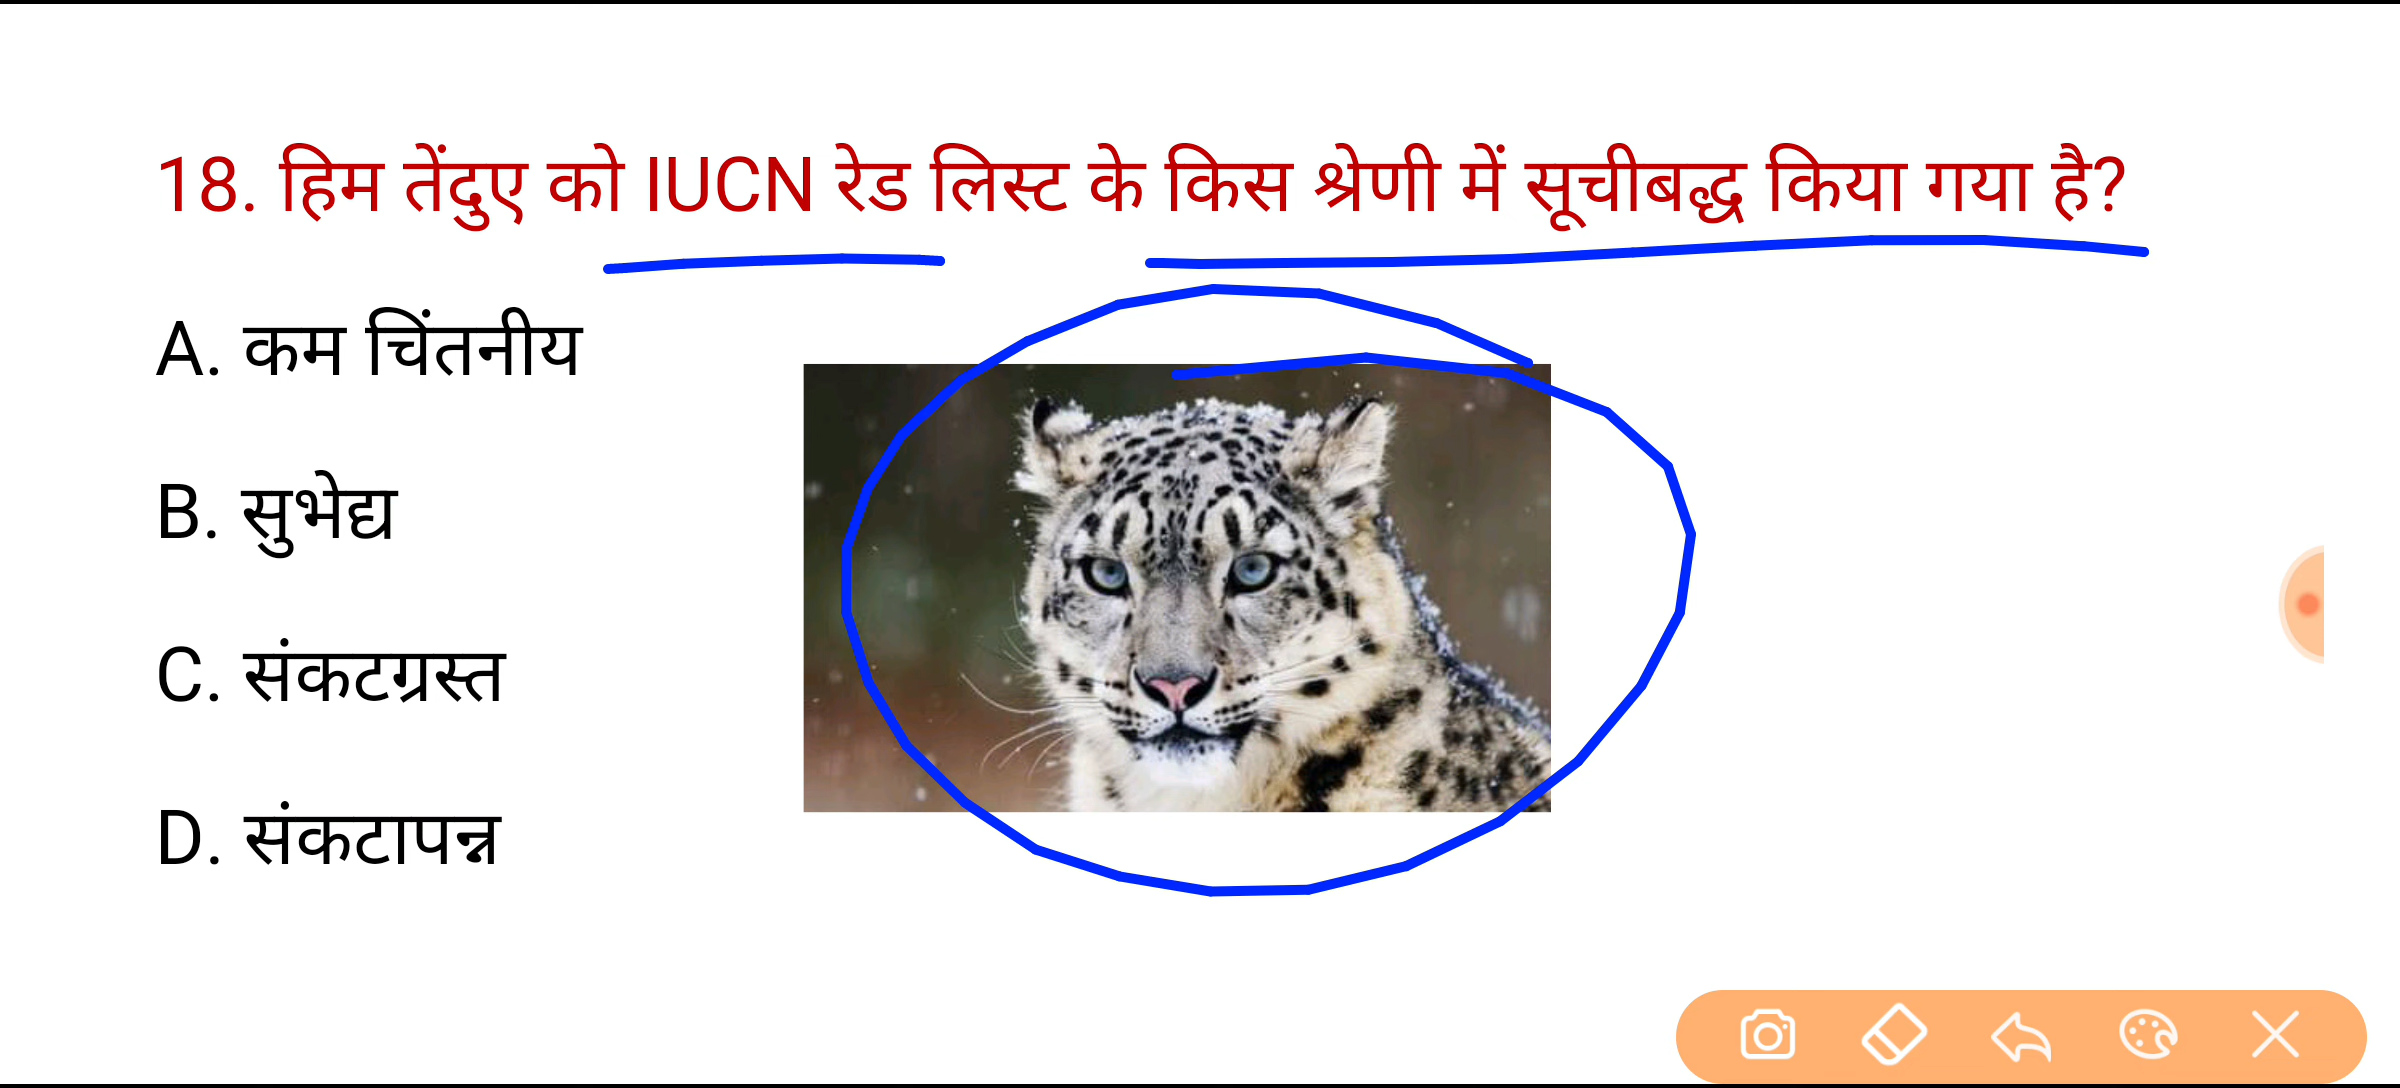 18. हिम तेंदुए को IUCN रेड लिस्ट के किस श्रेणी में सूचीबद्ध किया गया है?
A. कम चिंतनीय
B. सुभेद्य
C. संकटग्रस्त
D. संकटापन्न